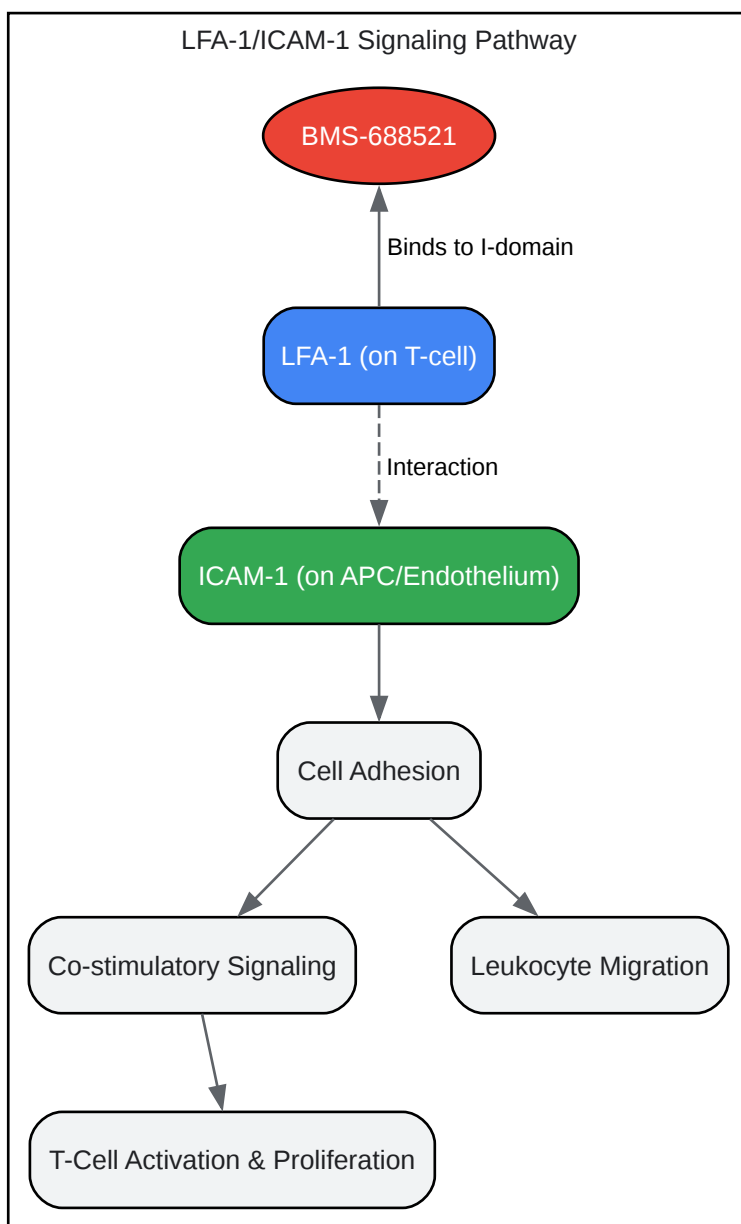 LFA-1/ICAM-1 Signaling Pathway
BMS-688521
Binds to I-domain
LFA-1 (on T-cell)
Interaction
ICAM-1 (on APC/Endothelium)
Cell Adhesion
Co-stimulatory Signaling
Leukocyte Migration
T-Cell Activation & Proliferation